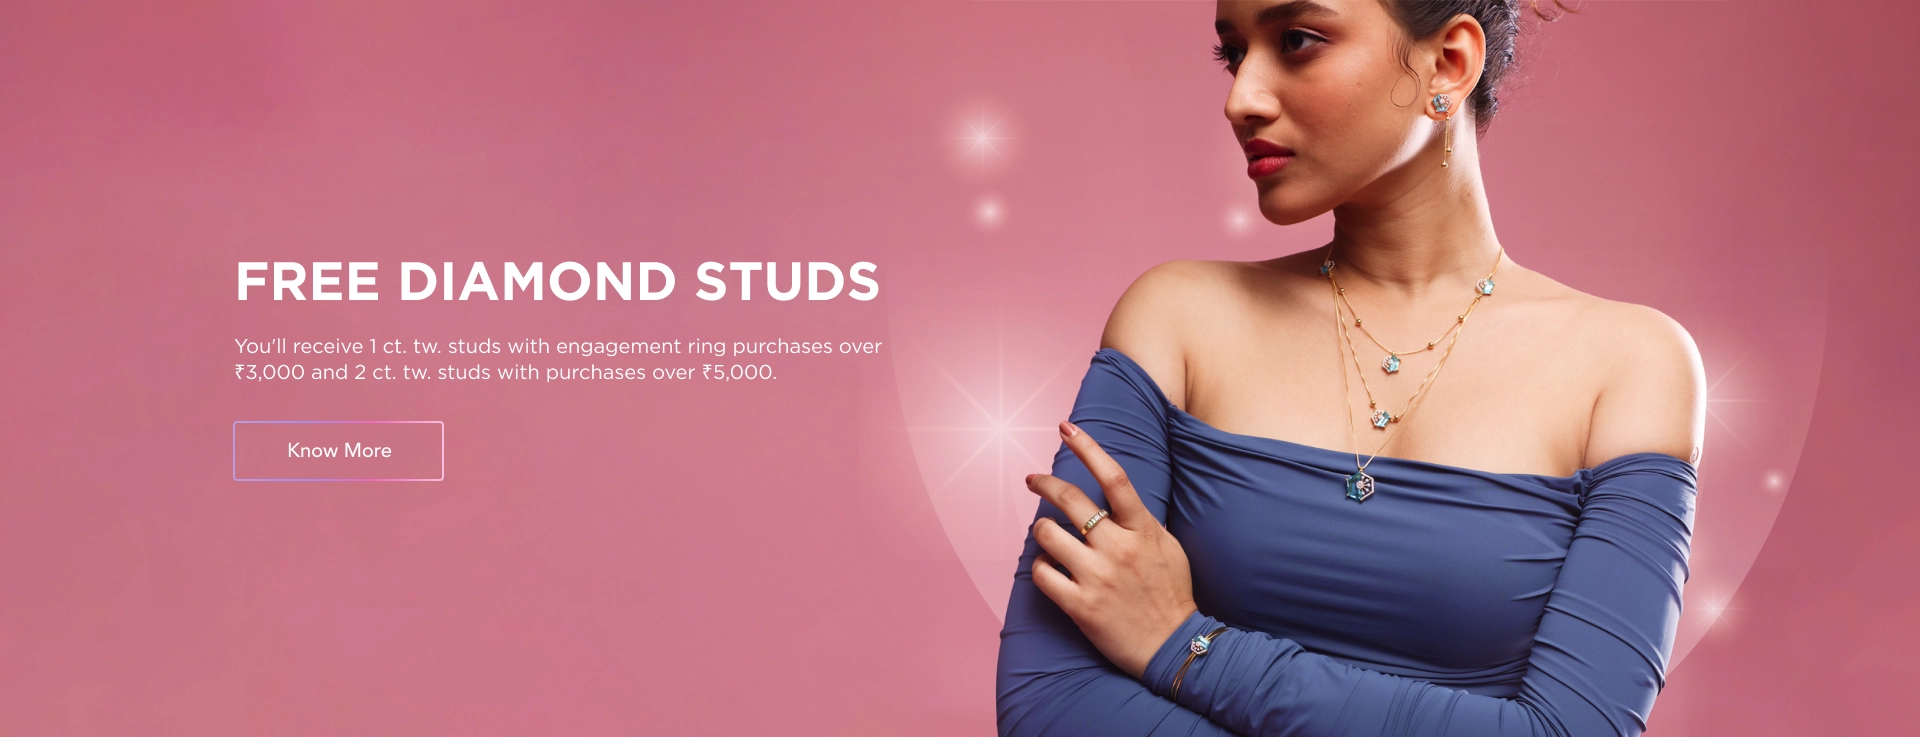 FREE DIAMOND STUDS
You'll receive 1 ct. tw. studs with engagement ring purchases over
₹3,000 and 2 ct. tw. studs with purchases over ₹5,000.
Know More